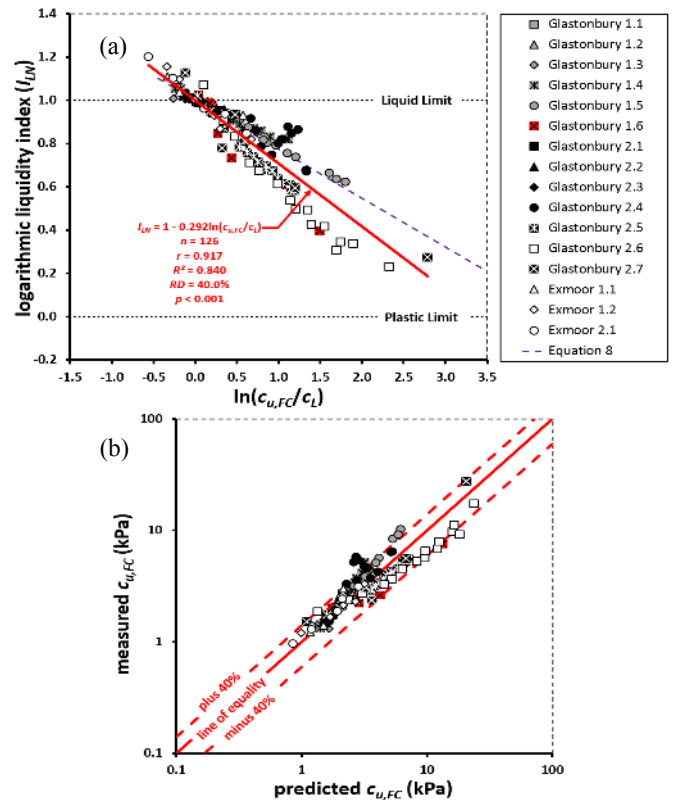 (a)
logarithmic liquidity index (I_LN)
1.4
1.2
1.0
0.8
0.6
0.4
0.2
0.0
-0.2
Liquid Limit
I_LN = 1 - 0.292ln(c_u,FC/c_L)
n = 126
r = 0.917
R² = 0.840
RD = 40.0%
p < 0.001
Plastic Limit
-1.5 -1.0 -0.5 0.0 0.5 1.0 1.5 2.0 2.5 3.0 3.5
ln(c_u,FC/c_L)
Glastonbury 1.1
Glastonbury 1.2
Glastonbury 1.3
Glastonbury 1.4
Glastonbury 1.5
Glastonbury 1.6
Glastonbury 2.1
Glastonbury 2.2
Glastonbury 2.3
Glastonbury 2.4
Glastonbury 2.5
Glastonbury 2.6
Glastonbury 2.7
Exmoor 1.1
Exmoor 1.2
Exmoor 2.1
Equation 8
(b)
measured c_u,FC (kPa)
100
10
1
0.1
plus 40%
line of equality
minus 40%
0.1 1 10 100
predicted c_u,FC (kPa)